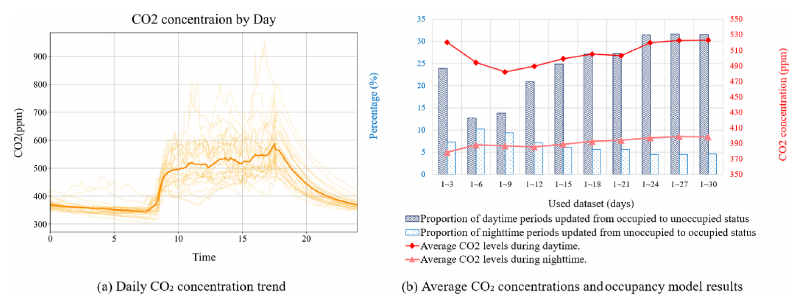 CO2 concentraion by Day
900
800
700
600
500
400
300
CO2(ppm)
0
5
10
15
20
Time
(a) Daily CO₂ concentration trend
35
30
25
20
15
10
5
0
Percentage (%)
550
530
510
490
470
450
430
410
390
370
350
CO2 concentration (ppm)
1~3 1~6 1~9 1~12 1~15 1~18 1~21 1~24 1~27 1~30
Used dataset (days)
Proportion of daytime periods updated from occupied to unoccupied status
Proportion of nighttime periods updated from unoccupied to occupied status
Average CO2 levels during daytime.
Average CO2 levels during nighttime.
(b) Average CO₂ concentrations and occupancy model results